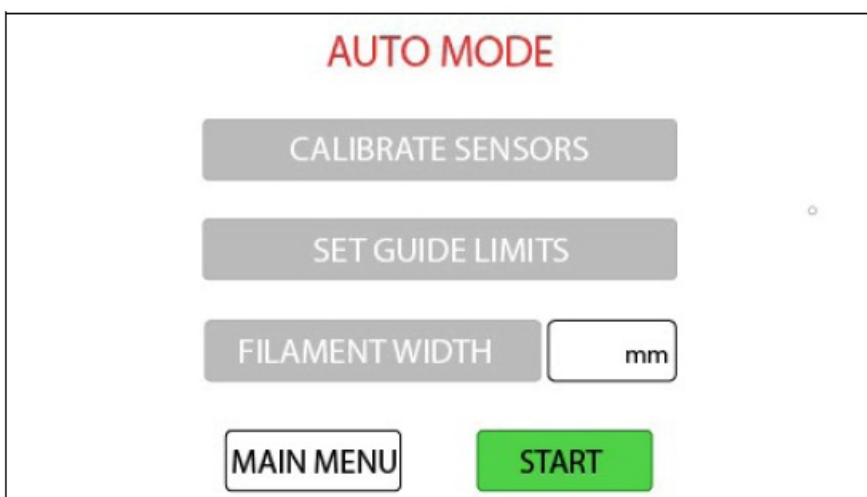 AUTO MODE
CALIBRATE SENSORS
SET GUIDE LIMITS
FILAMENT WIDTH mm
MAIN MENU START